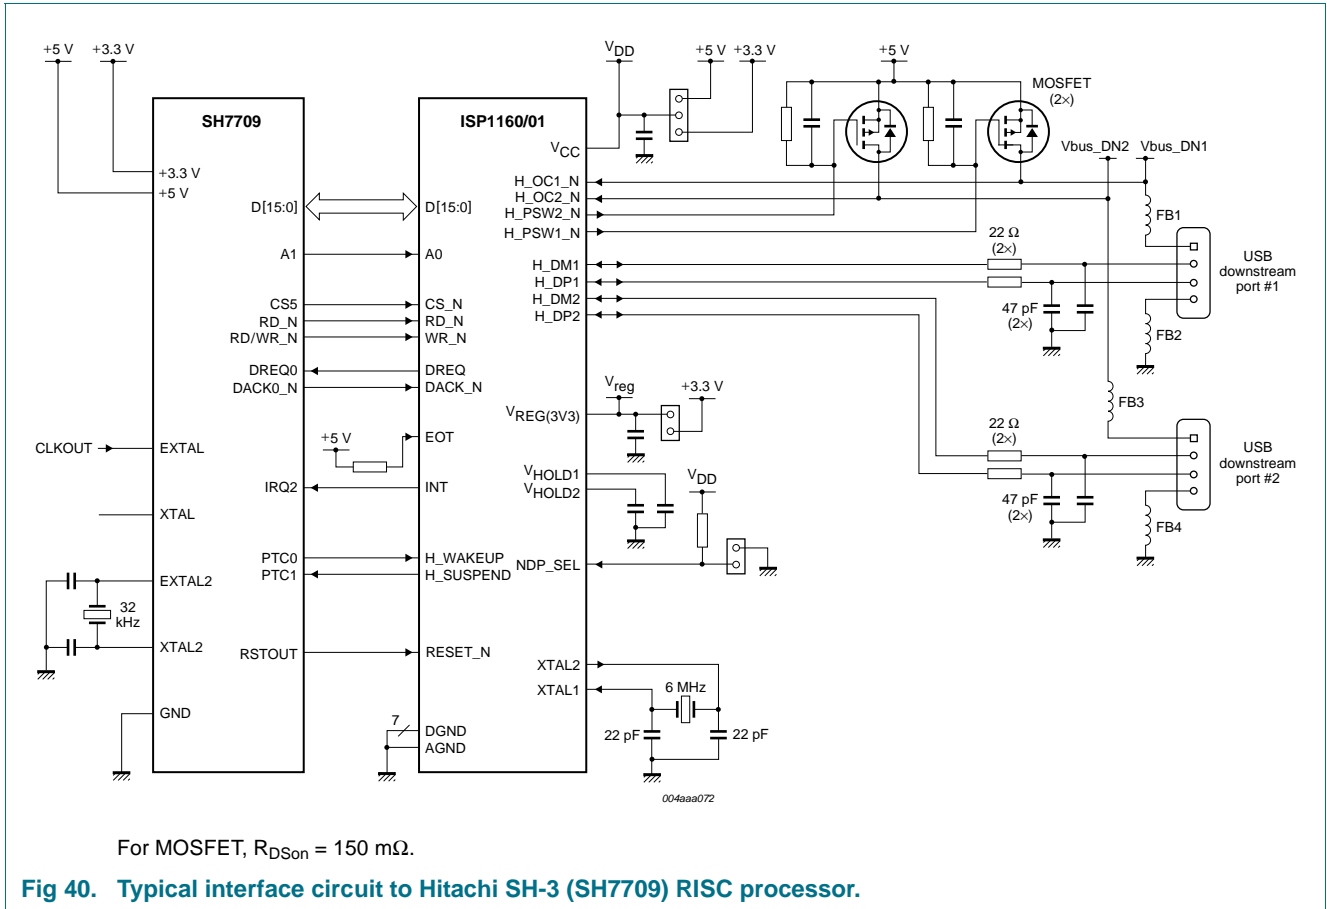 +5 V +3.3 V
VDD
+5 V +3.3 V
+5 V
MOSFET
(2×)
SH7709
ISP1160/01
VCC
Vbus_DN2 Vbus_DN1
+3.3 V
+5 V
H_OC1_N
H_OC2_N
H_PSW2_N
H_PSW1_N
D[15:0]
D[15:0]
FB1
22 Ω
(2×)
USB
downstream
port #1
A1
A0
H_DM1
H_DP1
H_DM2
H_DP2
CS5
CS_N
RD_N
RD_N
RD/WR_N
WR_N
47 pF
(2×)
FB2
DREQ0
DREQ
DACK0_N
DACK_N
Vreg
+3.3 V
VREG(3V3)
FB3
+5 V
EOT
22 Ω
(2×)
CLKOUT
EXTAL
USB
downstream
port #2
IRQ2
INT
VHOLD1
VHOLD2
VDD
47 pF
(2×)
FB4
XTAL
PTC0
H_WAKEUP
PTC1
H_SUSPEND
NDP_SEL
EXTAL2
32
kHz
XTAL2
RSTOUT
RESET_N
XTAL2
XTAL1
6 MHz
GND
7
DGND
AGND
22 pF
22 pF
004aaa072
For MOSFET, RDSon = 150 mΩ.
Fig 40. Typical interface circuit to Hitachi SH-3 (SH7709) RISC processor.